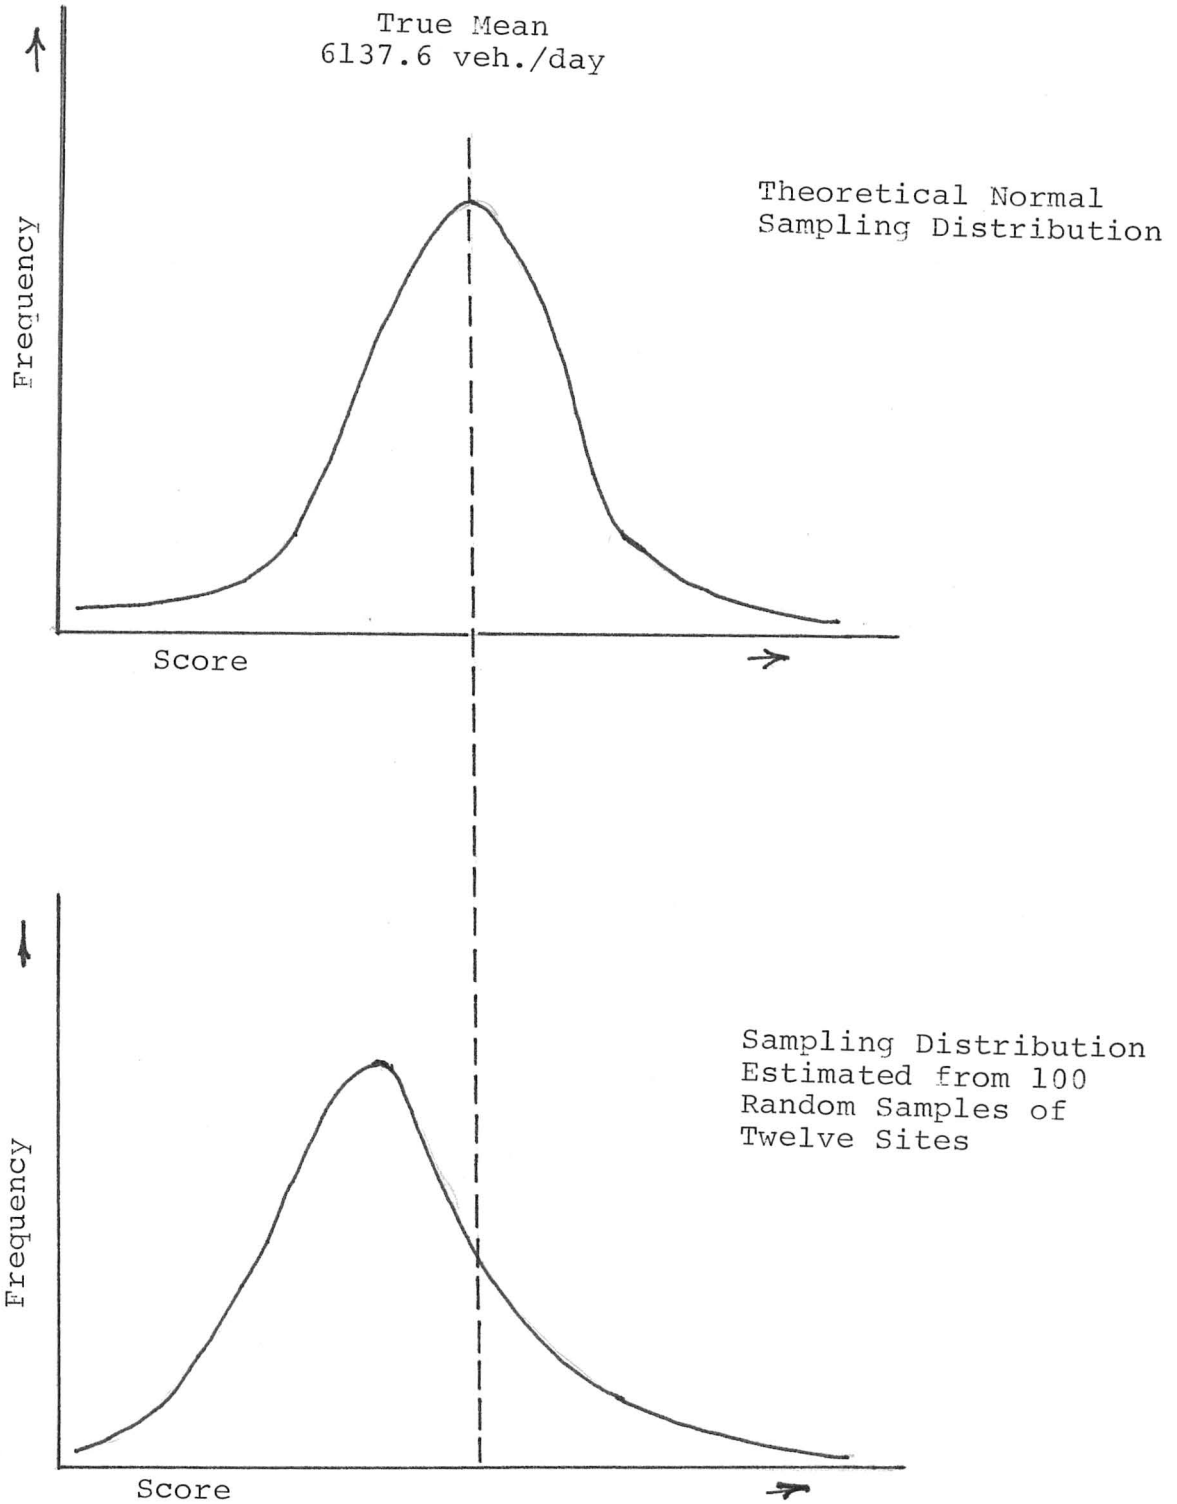 True Mean
6137.6 veh./day
Theoretical Normal
Sampling Distribution
Frequency
Score
Sampling Distribution
Estimated from 100
Random Samples of
Twelve Sites
Frequency
Score